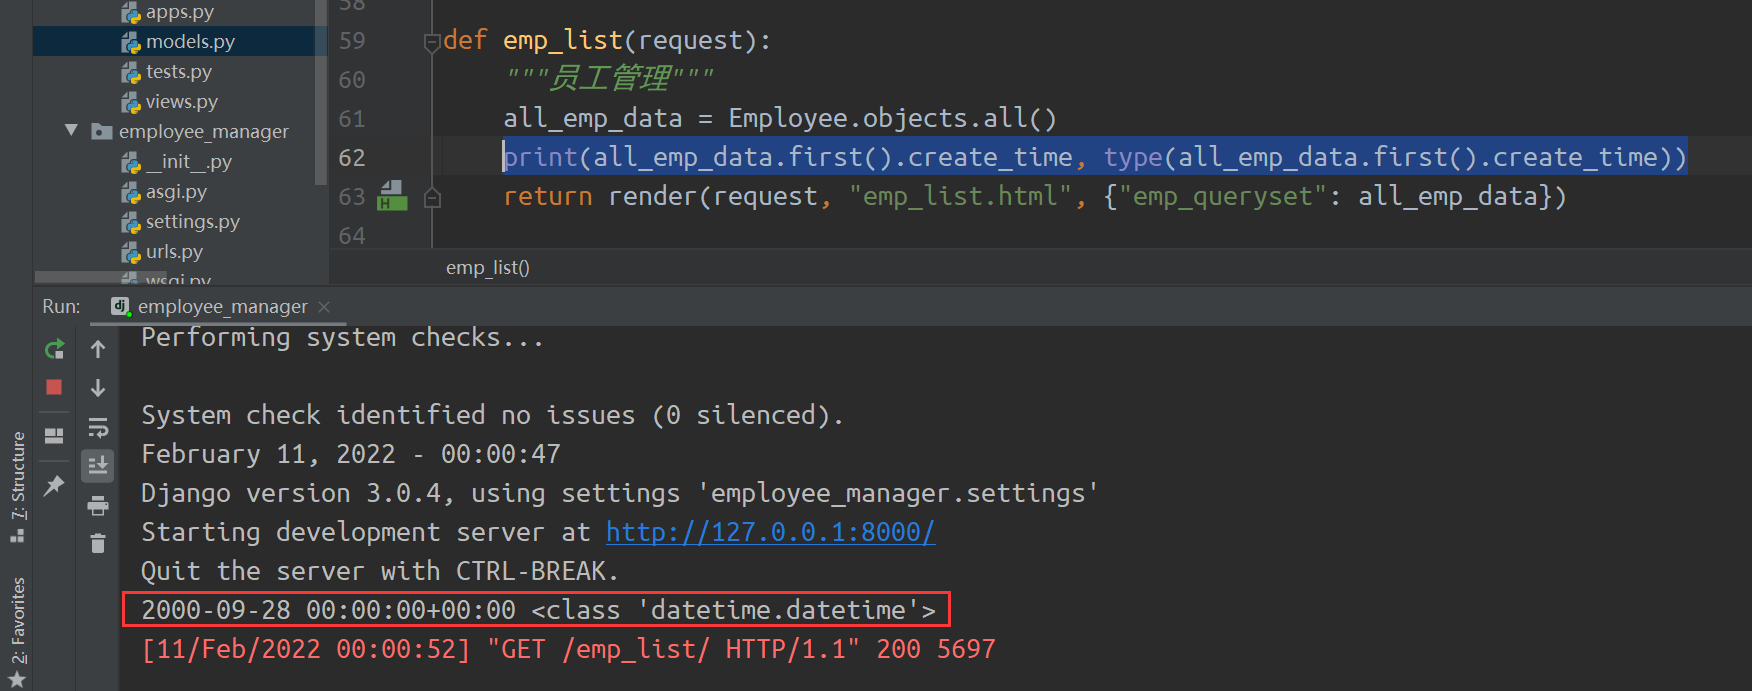 apps.py
models.py
tests.py
views.py
employee_manager
__init__.py
asgi.py
settings.py
urls.py
wsgi.py
58
59 def emp_list(request):
60 """员工管理"""
61 all_emp_data = Employee.objects.all()
62 print(all_emp_data.first().create_time, type(all_emp_data.first().create_time))
63 return render(request, "emp_list.html", {"emp_queryset": all_emp_data})
64
emp_list()
Run: employee_manager
Performing system checks...
System check identified no issues (0 silenced).
February 11, 2022 - 00:00:47
Django version 3.0.4, using settings 'employee_manager.settings'
Starting development server at http://127.0.0.1:8000/
Quit the server with CTRL-BREAK.
2000-09-28 00:00:00+00:00 <class 'datetime.datetime'>
[11/Feb/2022 00:00:52] "GET /emp_list/ HTTP/1.1" 200 5697
7: Structure
2: Favorites